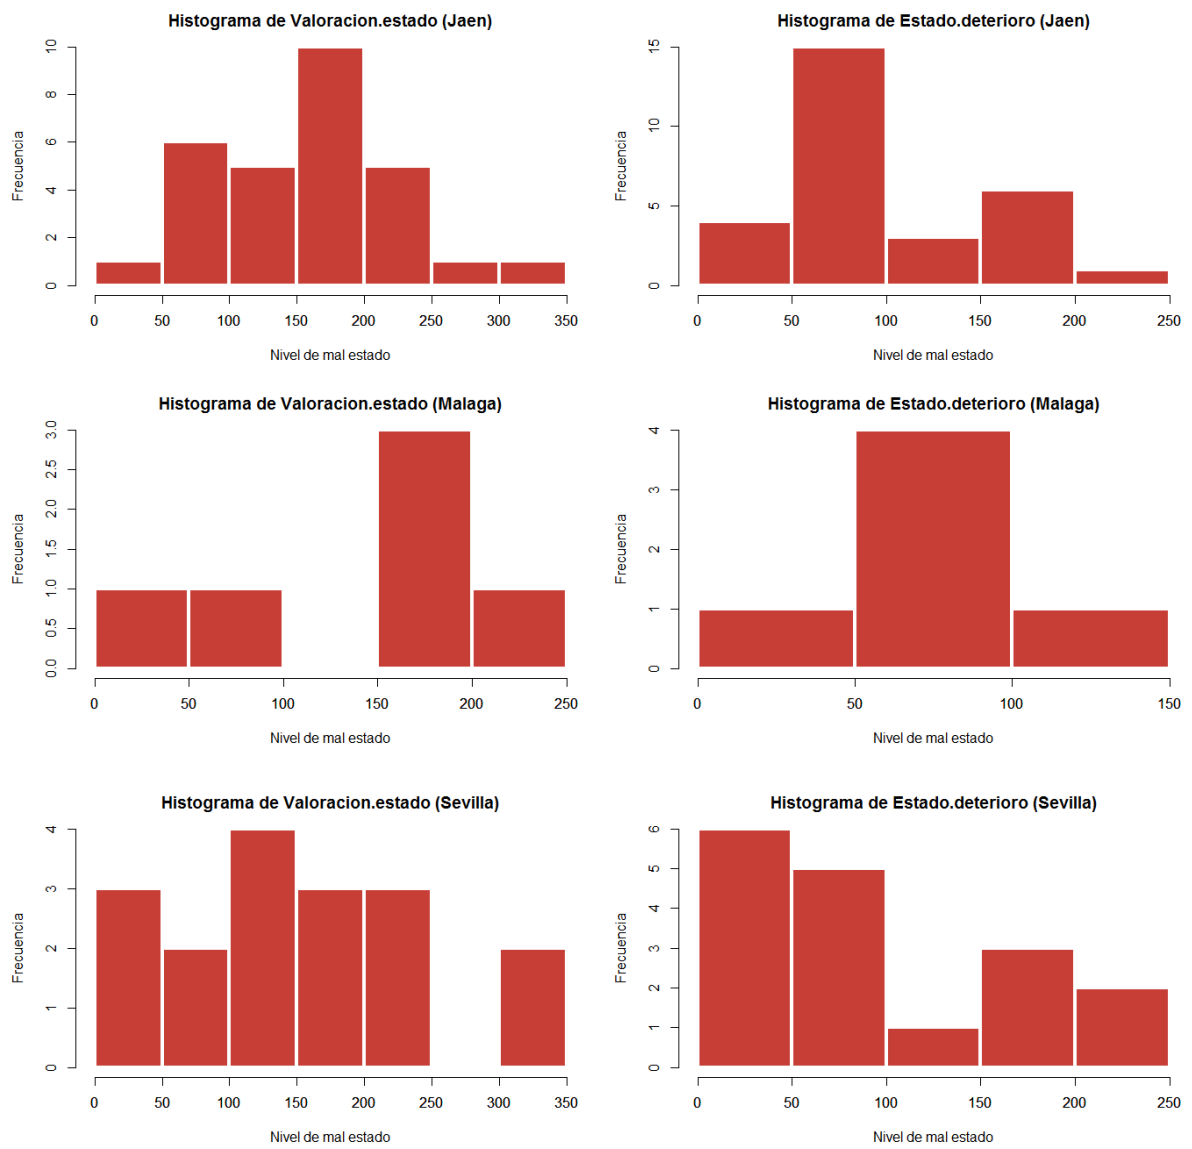 Histograma de Valoracion.estado (Jaen)
Frecuencia
0 2 4 6 8 10
0 50 100 150 200 250 300 350
Nivel de mal estado
Histograma de Estado.deterioro (Jaen)
Frecuencia
0 5 10 15
0 50 100 150 200 250
Nivel de mal estado
Histograma de Valoracion.estado (Malaga)
Frecuencia
0.0 0.5 1.0 1.5 2.0 2.5 3.0
0 50 100 150 200 250
Nivel de mal estado
Histograma de Estado.deterioro (Malaga)
Frecuencia
0 1 2 3 4
0 50 100 150
Nivel de mal estado
Histograma de Valoracion.estado (Sevilla)
Frecuencia
0 1 2 3 4
0 50 100 150 200 250 300 350
Nivel de mal estado
Histograma de Estado.deterioro (Sevilla)
Frecuencia
0 1 2 3 4 5 6
0 50 100 150 200 250
Nivel de mal estado